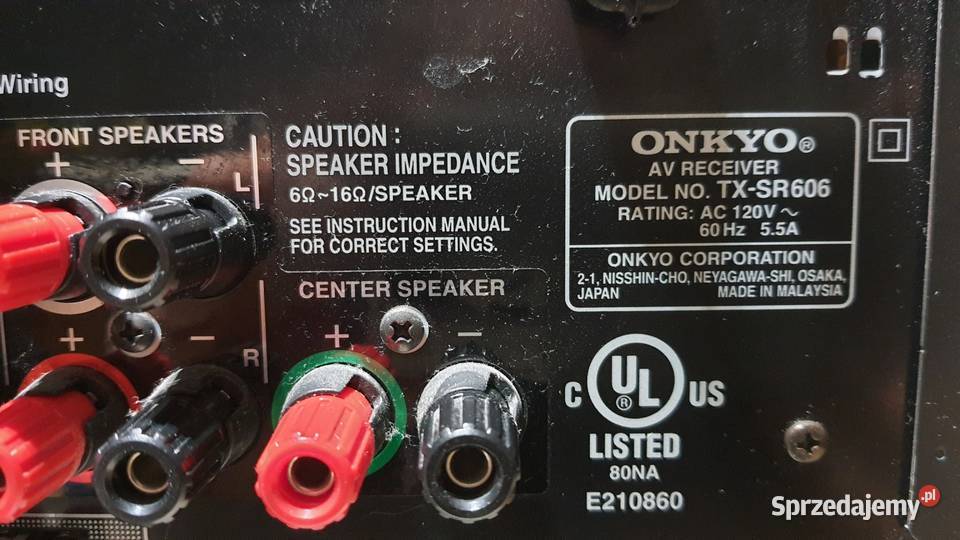 Wiring
FRONT SPEAKERS
+ −
L
+ −
R
CAUTION :
SPEAKER IMPEDANCE
6Ω~16Ω/SPEAKER
SEE INSTRUCTION MANUAL
FOR CORRECT SETTINGS.
CENTER SPEAKER
+ −
ONKYO®
AV RECEIVER
MODEL NO. TX-SR606
RATING: AC 120V ~
60 Hz 5.5A
ONKYO CORPORATION
2-1, NISSHIN-CHO, NEYAGAWA-SHI, OSAKA,
JAPAN MADE IN MALAYSIA
C UL® US
LISTED
80NA
E210860
Sprzedajemy.pl